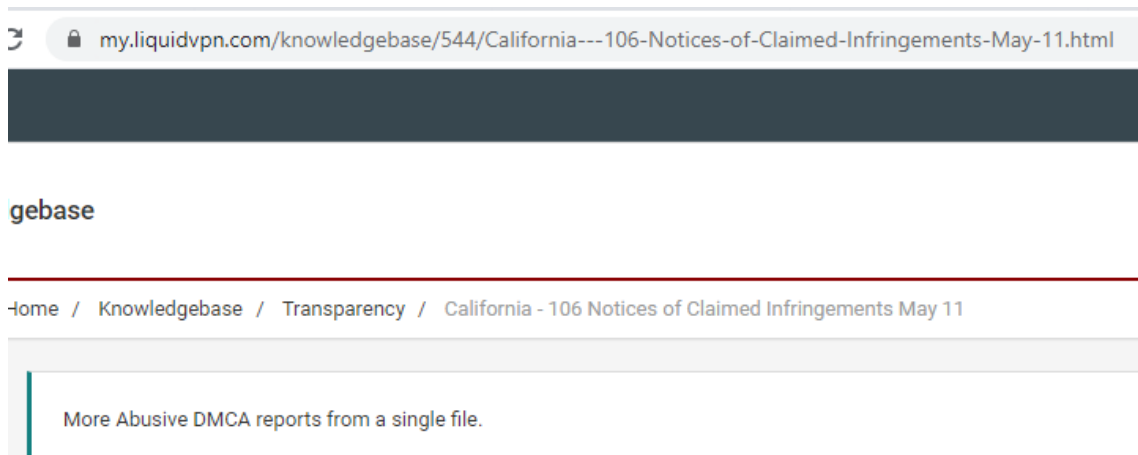 my.liquidvpn.com/knowledgebase/544/California---106-Notices-of-Claimed-Infringements-May-11.html
gebase
Home / Knowledgebase / Transparency / California - 106 Notices of Claimed Infringements May 11
More Abusive DMCA reports from a single file.